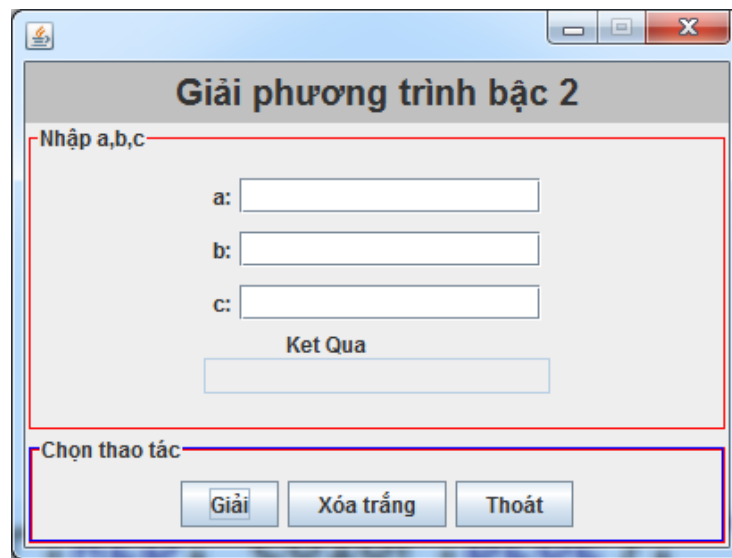 Giải phương trình bậc 2
Nhập a,b,c
a:
b:
c:
Ket Qua
Chọn thao tác
Giải Xóa trắng Thoát